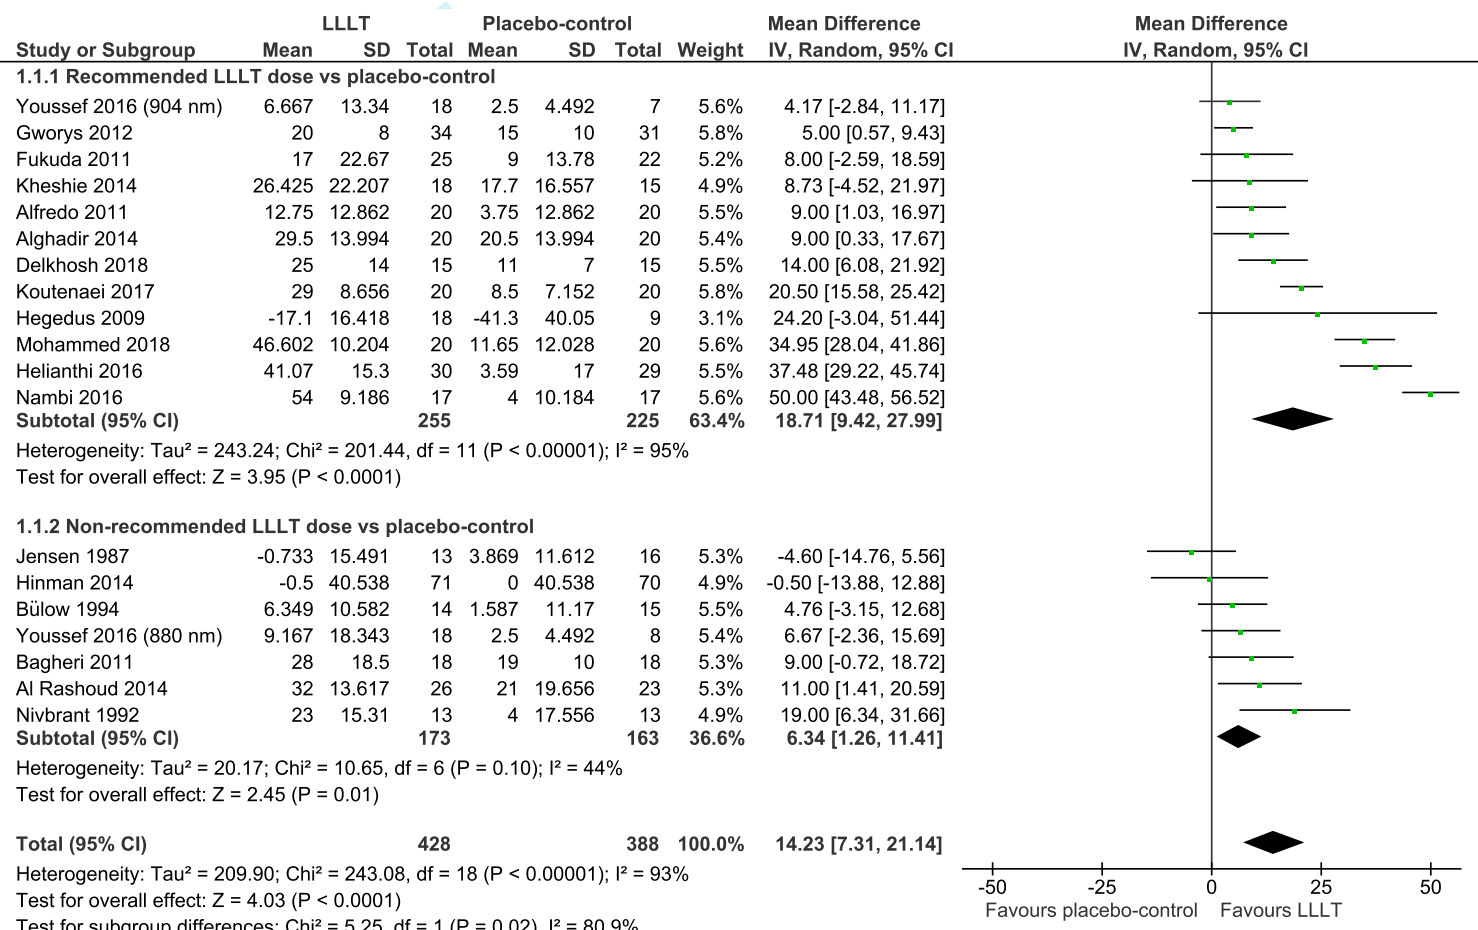 LLLT Placebo-control Mean Difference Mean Difference
Study or Subgroup Mean SD Total Mean SD Total Weight IV, Random, 95% CI IV, Random, 95% CI
1.1.1 Recommended LLLT dose vs placebo-control
Youssef 2016 (904 nm) 6.667 13.34 18 2.5 4.492 7 5.6% 4.17 [-2.84, 11.17]
Gworys 2012 20 8 34 15 10 31 5.8% 5.00 [0.57, 9.43]
Fukuda 2011 17 22.67 25 9 13.78 22 5.2% 8.00 [-2.59, 18.59]
Kheshie 2014 26.425 22.207 18 17.7 16.557 15 4.9% 8.73 [-4.52, 21.97]
Alfredo 2011 12.75 12.862 20 3.75 12.862 20 5.5% 9.00 [1.03, 16.97]
Alghadir 2014 29.5 13.994 20 20.5 13.994 20 5.4% 9.00 [0.33, 17.67]
Delkhosh 2018 25 14 15 11 7 15 5.5% 14.00 [6.08, 21.92]
Koutenaei 2017 29 8.656 20 8.5 7.152 20 5.8% 20.50 [15.58, 25.42]
Hegedus 2009 -17.1 16.418 18 -41.3 40.05 9 3.1% 24.20 [-3.04, 51.44]
Mohammed 2018 46.602 10.204 20 11.65 12.028 20 5.6% 34.95 [28.04, 41.86]
Helianthi 2016 41.07 15.3 30 3.59 17 29 5.5% 37.48 [29.22, 45.74]
Nambi 2016 54 9.186 17 4 10.184 17 5.6% 50.00 [43.48, 56.52]
Subtotal (95% CI) 255 225 63.4% 18.71 [9.42, 27.99]
Heterogeneity: Tau² = 243.24; Chi² = 201.44, df = 11 (P < 0.00001); I² = 95%
Test for overall effect: Z = 3.95 (P < 0.0001)
1.1.2 Non-recommended LLLT dose vs placebo-control
Jensen 1987 -0.733 15.491 13 3.869 11.612 16 5.3% -4.60 [-14.76, 5.56]
Hinman 2014 -0.5 40.538 71 0 40.538 70 4.9% -0.50 [-13.88, 12.88]
Bülow 1994 6.349 10.582 14 1.587 11.17 15 5.5% 4.76 [-3.15, 12.68]
Youssef 2016 (880 nm) 9.167 18.343 18 2.5 4.492 8 5.4% 6.67 [-2.36, 15.69]
Bagheri 2011 28 18.5 18 19 10 18 5.3% 9.00 [-0.72, 18.72]
Al Rashoud 2014 32 13.617 26 21 19.656 23 5.3% 11.00 [1.41, 20.59]
Nivbrant 1992 23 15.31 13 4 17.556 13 4.9% 19.00 [6.34, 31.66]
Subtotal (95% CI) 173 163 36.6% 6.34 [1.26, 11.41]
Heterogeneity: Tau² = 20.17; Chi² = 10.65, df = 6 (P = 0.10); I² = 44%
Test for overall effect: Z = 2.45 (P = 0.01)
Total (95% CI) 428 388 100.0% 14.23 [7.31, 21.14]
Heterogeneity: Tau² = 209.90; Chi² = 243.08, df = 18 (P < 0.00001); I² = 93%
-50 -25 0 25 50
Test for overall effect: Z = 4.03 (P < 0.0001)
Favours placebo-control Favours LLLT
Test for subgroup differences: Chi² = 5.25, df = 1 (P = 0.02), I² = 80.9%